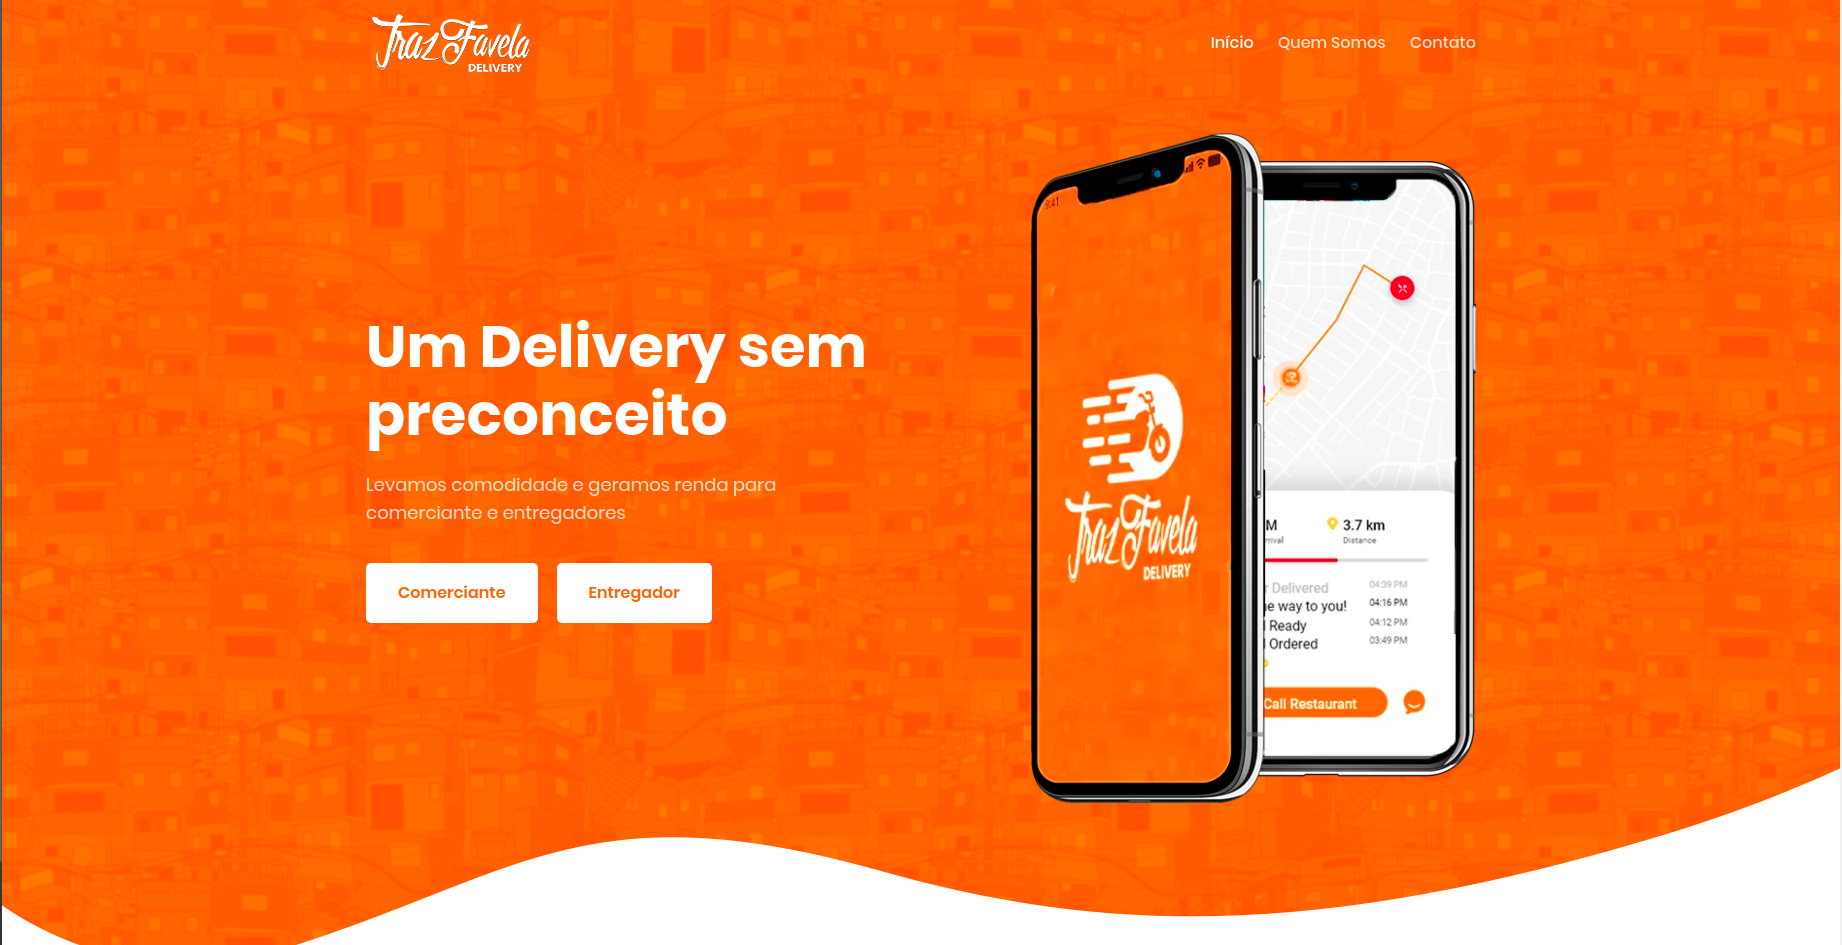 Traz Favela
DELIVERY
Início
Quem Somos
Contato
Um Delivery sem
preconceito
Levamos comodidade e geramos renda para
comerciante e entregadores
Comerciante
Entregador
9:41
Traz Favela
DELIVERY
M
3.7 km
rrival
Distance
r Delivered
04:39 PM
e way to you!
04:16 PM
Ready
04:12 PM
Ordered
03:49 PM
Call Restaurant